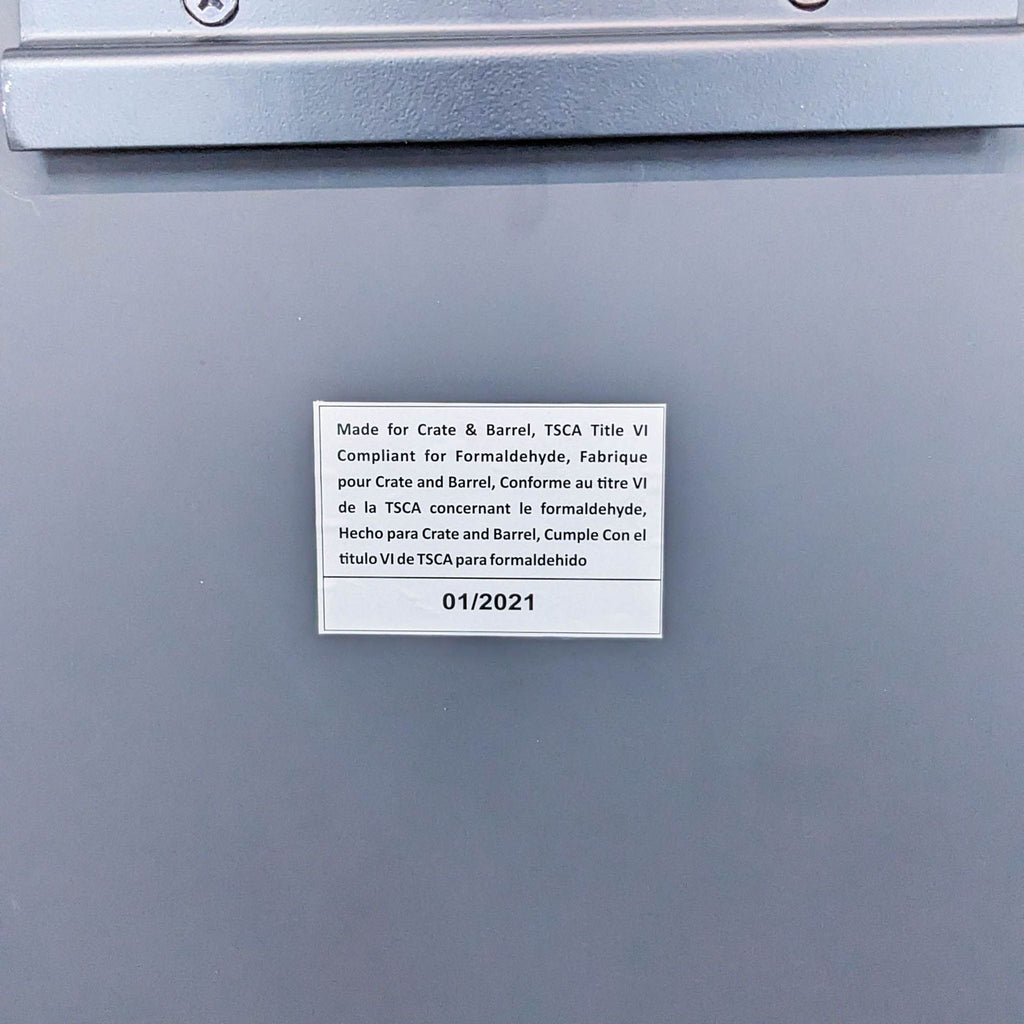 Made for Crate & Barrel, TSCA Title VI
Compliant for Formaldehyde, Fabrique
pour Crate and Barrel, Conforme au titre VI
de la TSCA concernant le formaldehyde,
Hecho para Crate and Barrel, Cumple Con el
titulo VI de TSCA para formaldehido
01/2021